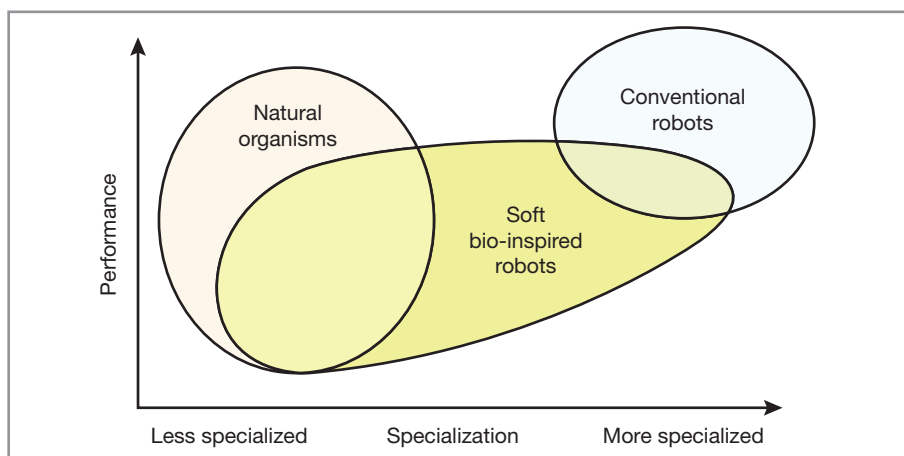 Conventional
robots
Natural
organisms
Soft
bio-inspired
robots
Performance
Less specialized
Specialization
More specialized